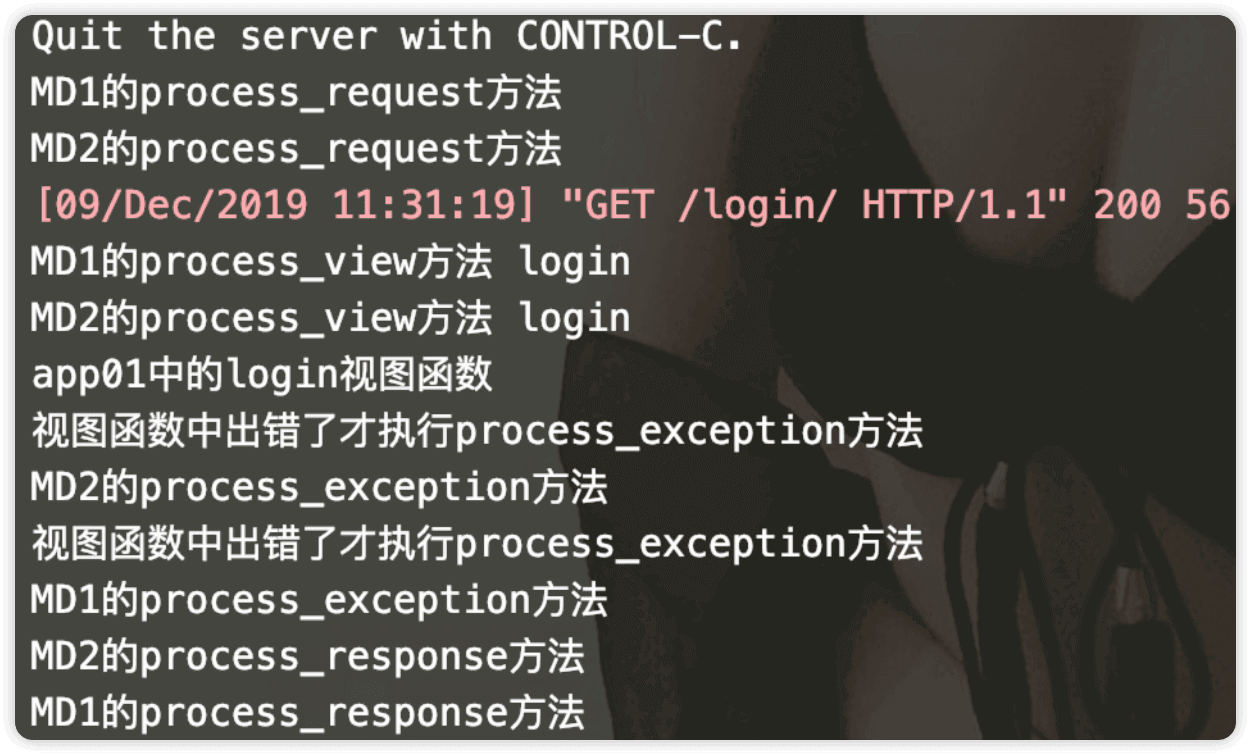 Quit the server with CONTROL-C.
MD1的process_request方法
MD2的process_request方法
[09/Dec/2019 11:31:19] "GET /login/ HTTP/1.1" 200 56
MD1的process_view方法 login
MD2的process_view方法 login
app01中的login视图函数
视图函数中出错了才执行process_exception方法
MD2的process_exception方法
视图函数中出错了才执行process_exception方法
MD1的process_exception方法
MD2的process_response方法
MD1的process_response方法